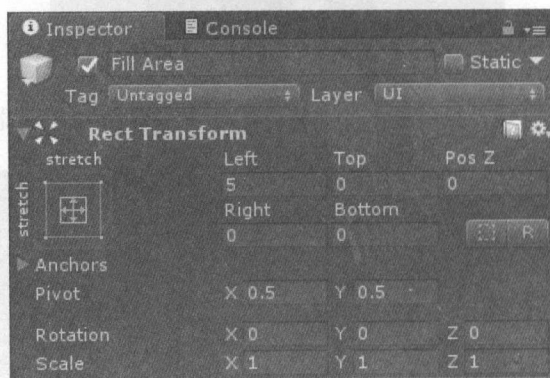 Inspector Console
Fill Area Static
Tag Untagged Layer UI
Rect Transform
stretch Left Top Pos Z
stretch
5 0 0
Right Bottom
0 0 R
Anchors
Pivot X 0.5 Y 0.5
Rotation X 0 Y 0 Z 0
Scale X 1 Y 1 Z 1